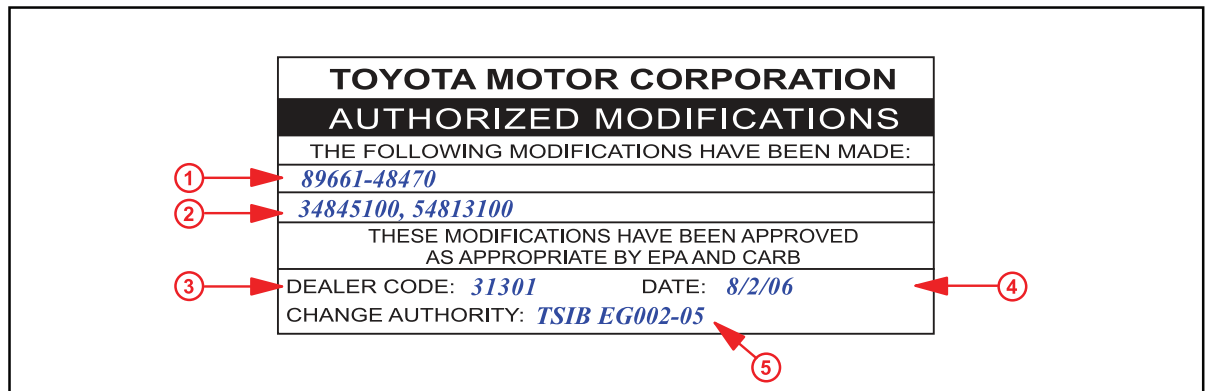 TOYOTA MOTOR CORPORATION
AUTHORIZED MODIFICATIONS
THE FOLLOWING MODIFICATIONS HAVE BEEN MADE:
1 89661-48470
2 34845100, 54813100
THESE MODIFICATIONS HAVE BEEN APPROVED
AS APPROPRIATE BY EPA AND CARB
3 DEALER CODE: 31301 DATE: 8/2/06 4
CHANGE AUTHORITY: TSIB EG002-05
5